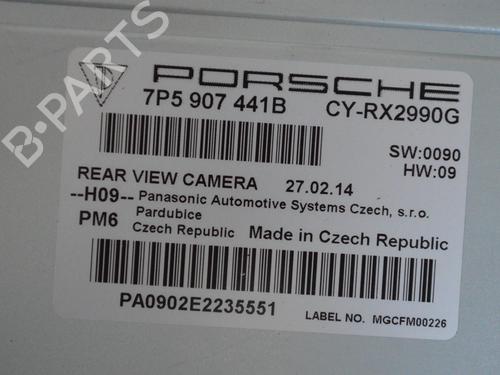 PORSCHE
7P5 907 441B CY-RX2990G
SW:0090
HW:09
REAR VIEW CAMERA 27.02.14
--H09-- Panasonic Automotive Systems Czech, s.r.o.
PM6 Pardubice
Czech Republic Made in Czech Republic
PA0902E2235551
LABEL NO. MGCFM00226
B-PARTS